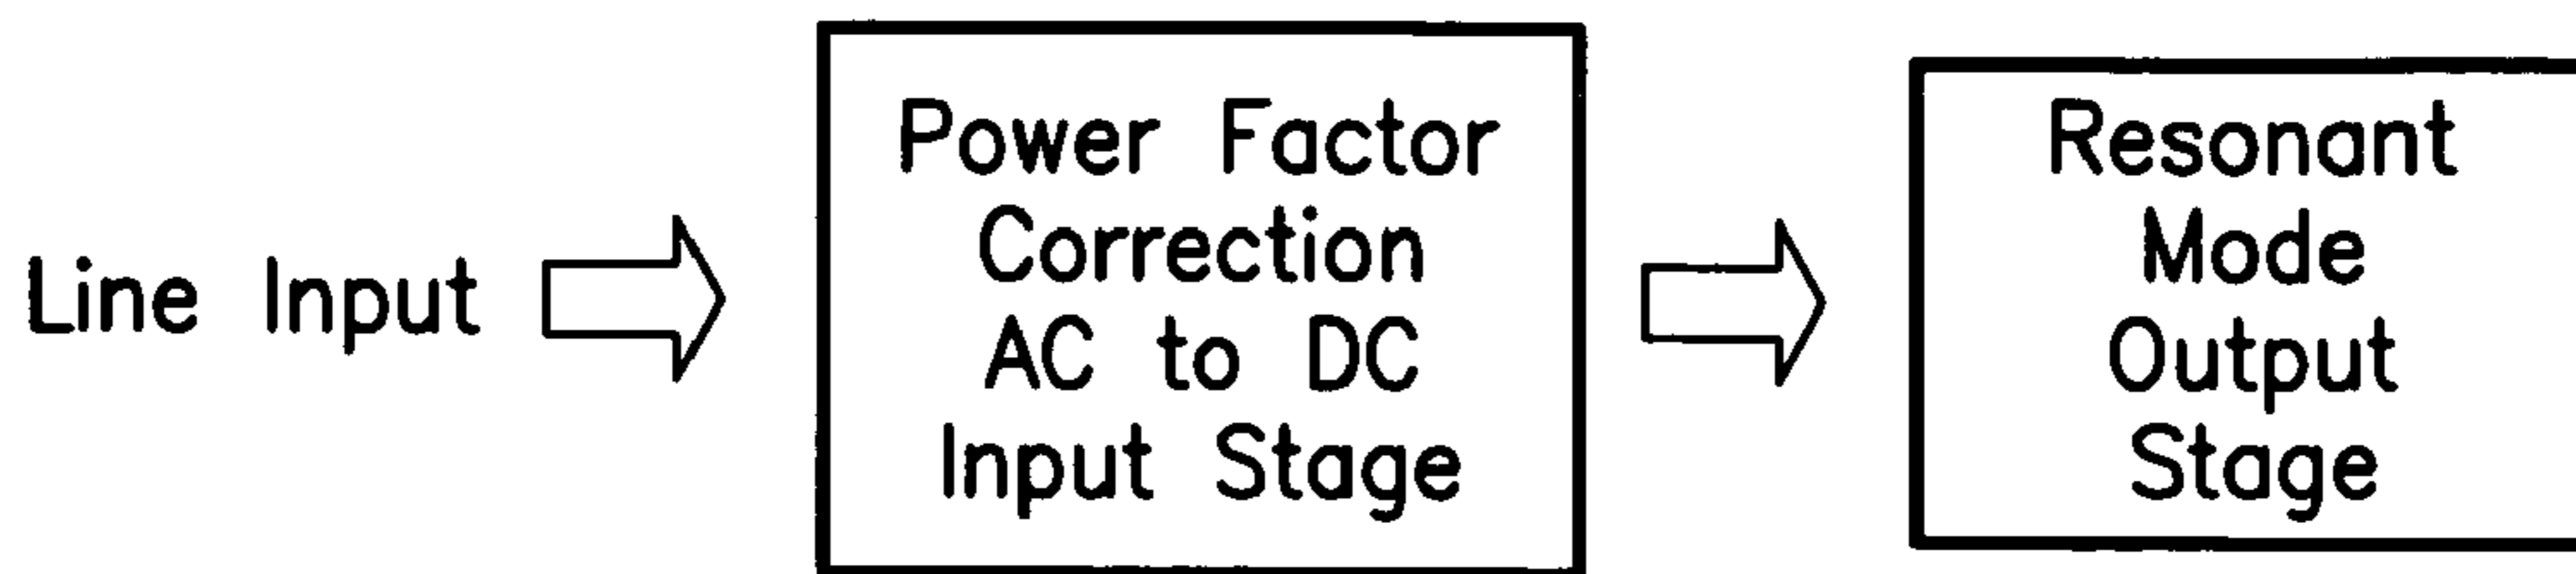 Line Input
Power Factor
Correction
AC to DC
Input Stage
Resonant
Mode
Output
Stage